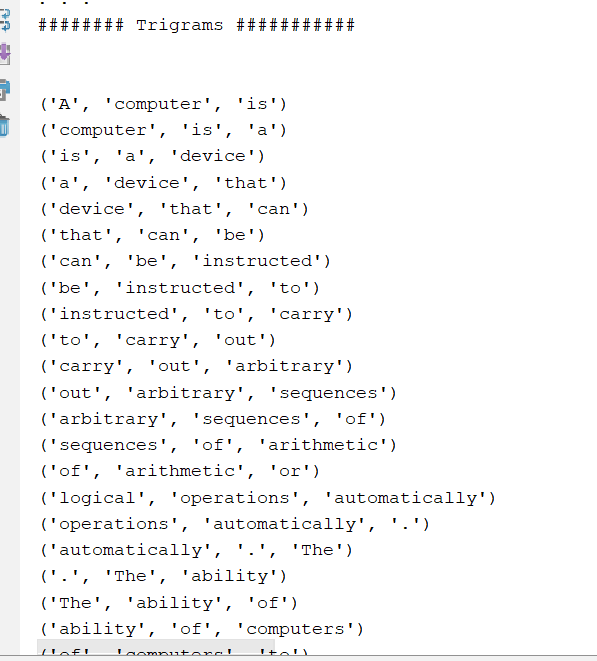 . . .
######## Trigrams ###########
('A', 'computer', 'is')
('computer', 'is', 'a')
('is', 'a', 'device')
('a', 'device', 'that')
('device', 'that', 'can')
('that', 'can', 'be')
('can', 'be', 'instructed')
('be', 'instructed', 'to')
('instructed', 'to', 'carry')
('to', 'carry', 'out')
('carry', 'out', 'arbitrary')
('out', 'arbitrary', 'sequences')
('arbitrary', 'sequences', 'of')
('sequences', 'of', 'arithmetic')
('of', 'arithmetic', 'or')
('logical', 'operations', 'automatically')
('operations', 'automatically', '.')
('automatically', '.', 'The')
('.', 'The', 'ability')
('The', 'ability', 'of')
('ability', 'of', 'computers')
('of', 'computers', 'to')